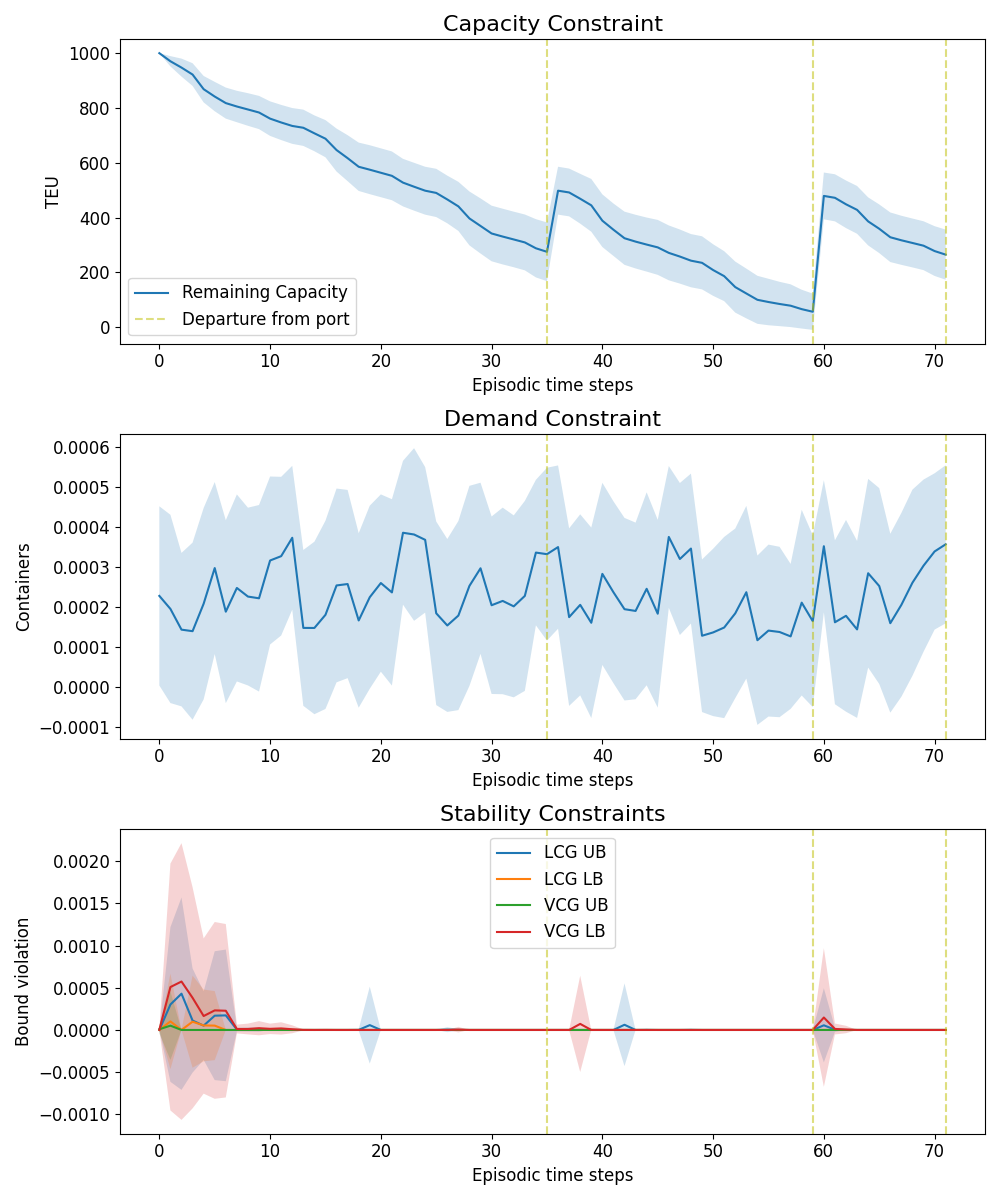 Capacity Constraint
1000
800
600
400
200
0
TEU
Remaining Capacity
Departure from port
0 10 20 30 40 50 60 70
Episodic time steps
Demand Constraint
0.0006
0.0005
0.0004
0.0003
0.0002
0.0001
0.0000
−0.0001
Containers
0 10 20 30 40 50 60 70
Episodic time steps
Stability Constraints
0.0020
0.0015
0.0010
0.0005
0.0000
−0.0005
−0.0010
Bound violation
LCG UB
LCG LB
VCG UB
VCG LB
0 10 20 30 40 50 60 70
Episodic time steps